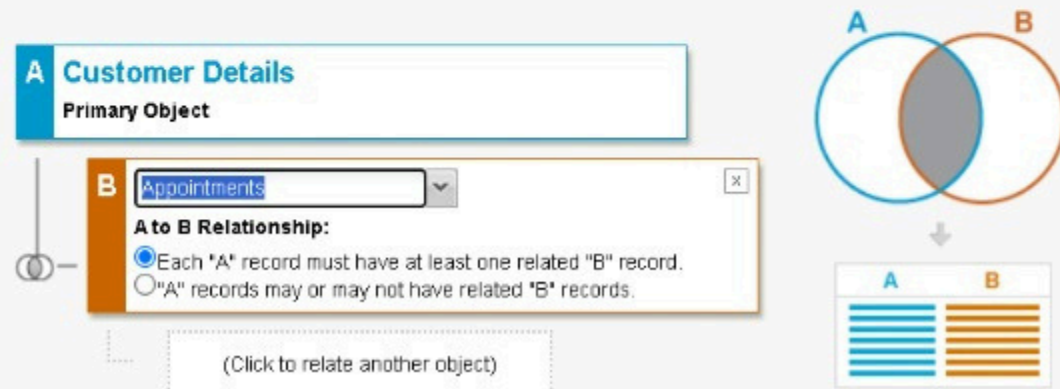 A Customer Details
Primary Object
B Appointments
x
A to B Relationship:
Each "A" record must have at least one related "B" record.
"A" records may or may not have related "B" records.
(Click to relate another object)
A B
A B